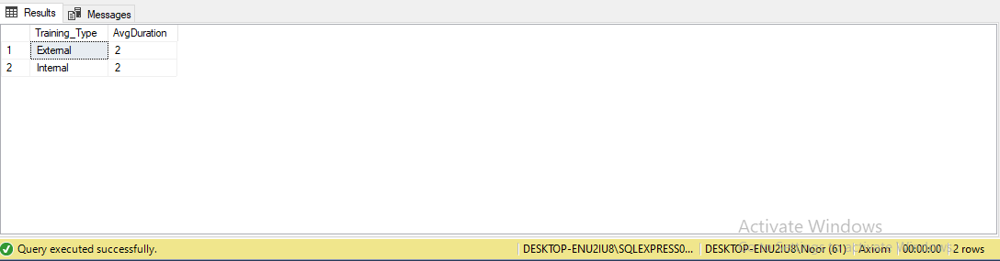 Results Messages
Training_Type AvgDuration
1 External 2
2 Internal 2
Activate Windows
Query executed successfully. DESKTOP-ENU2IU8\SQLEXPRESS0... DESKTOP-ENU2IU8\Noor (61) Axiom 00:00:00 2 rows